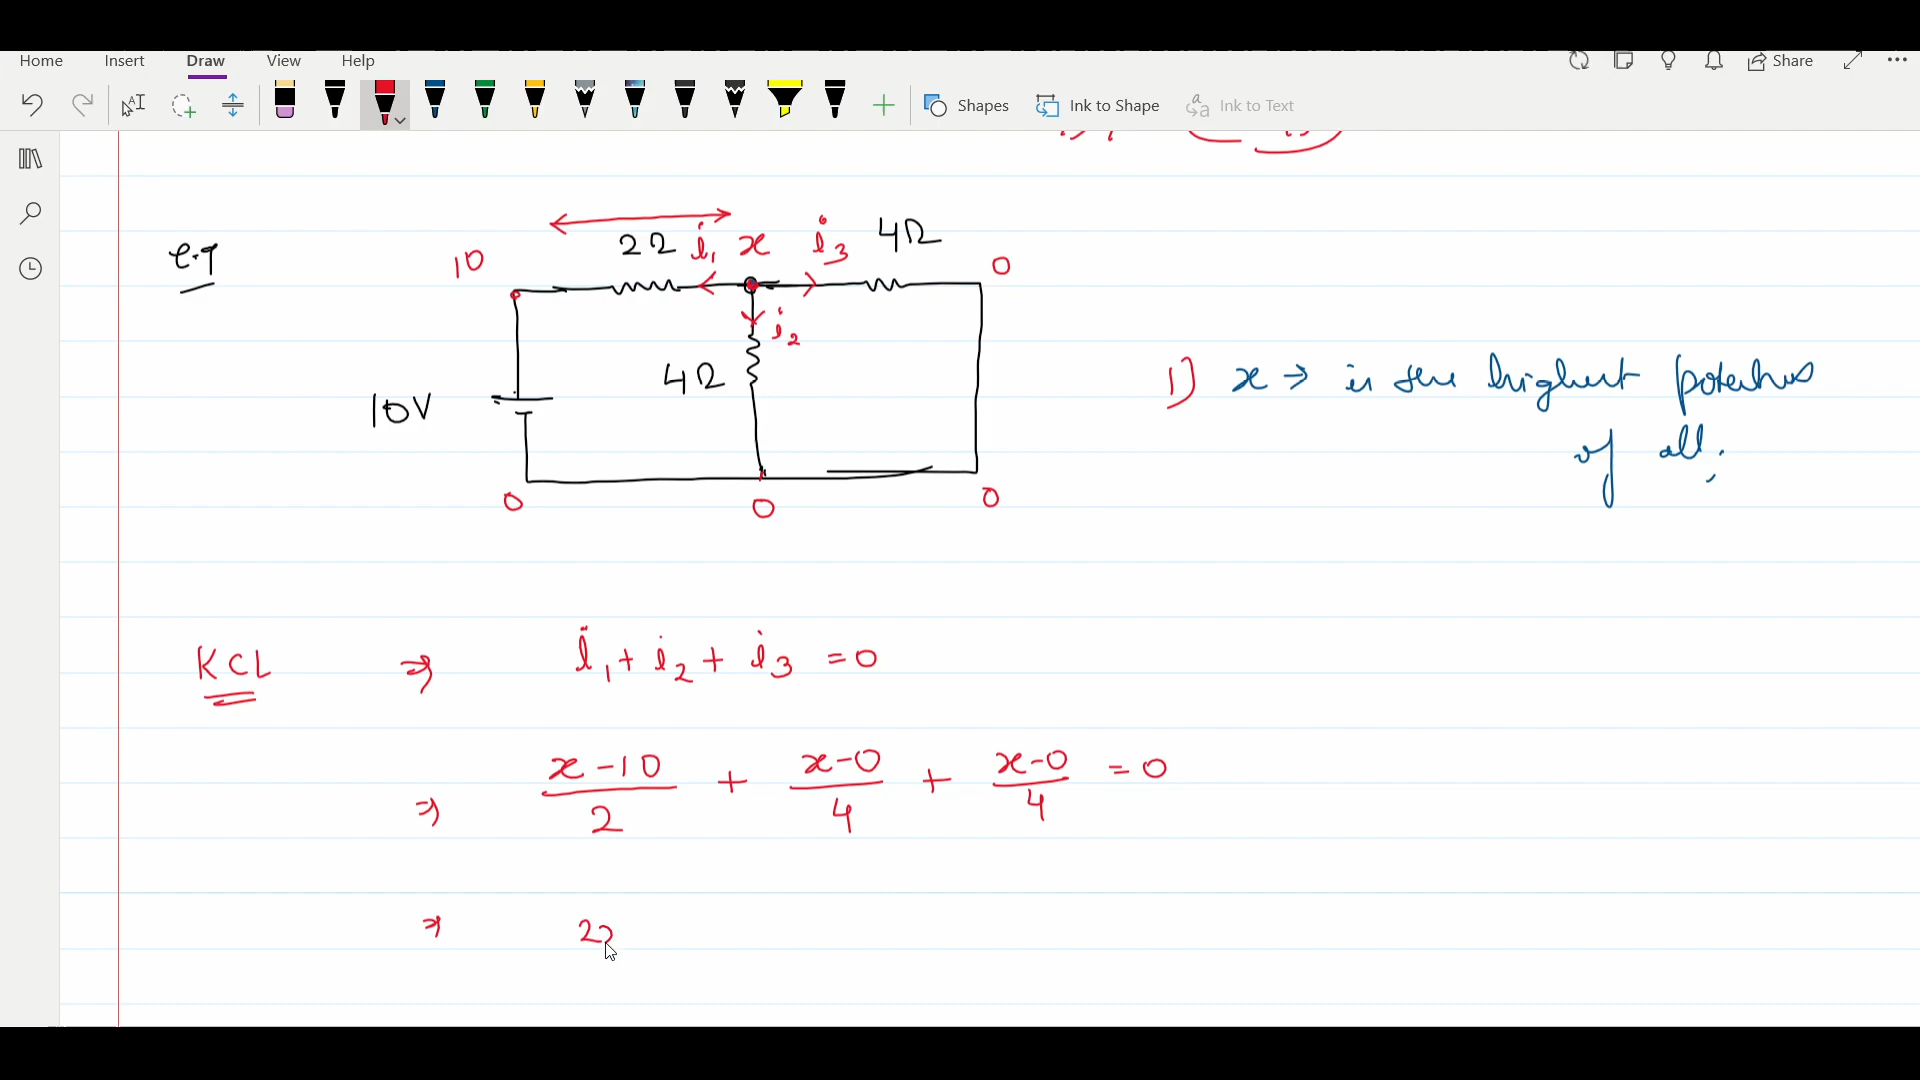 Home Insert Draw View Help Share
Shapes Ink to Shape Ink to Text
e.g
10 2Ω i₁ x i₃ 4Ω 0
i₂
4Ω
10V
0 0 0
1) x → is the highest potential
of all,
KCL ⇒ i₁ + i₂ + i₃ = 0
⇒ x-10/2 + x-0/4 + x-0/4 = 0
⇒ 2